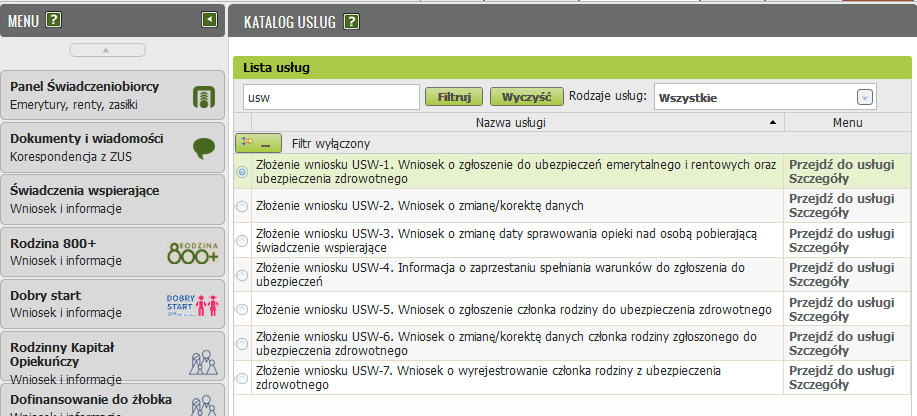 MENU ?
KATALOG USŁUG ?
Panel Świadczeniobiorcy
Emerytury, renty, zasiłki
Dokumenty i wiadomości
Korespondencja z ZUS
Świadczenia wspierające
Wniosek i informacje
Rodzina 800+
Wniosek i informacje
RODZINA
800+
Dobry start
Wniosek i informacje
DOBRY
START
Rodzinny Kapitał
Opiekuńczy
Wniosek i informacje
Dofinansowanie do żłobka
Wniosek i informacje
Lista usług
usw Filtruj Wyczyść Rodzaje usług: Wszystkie
Nazwa usługi Menu
... Filtr wyłączony
Złożenie wniosku USW-1. Wniosek o zgłoszenie do ubezpieczeń emerytalnego i rentowych oraz
ubezpieczenia zdrowotnego
Przejdź do usługi
Szczegóły
Złożenie wniosku USW-2. Wniosek o zmianę/korektę danych
Przejdź do usługi
Szczegóły
Złożenie wniosku USW-3. Wniosek o zmianę daty sprawowania opieki nad osobą pobierającą
świadczenie wspierające
Przejdź do usługi
Szczegóły
Złożenie wniosku USW-4. Informacja o zaprzestaniu spełniania warunków do zgłoszenia do
ubezpieczeń
Przejdź do usługi
Szczegóły
Złożenie wniosku USW-5. Wniosek o zgłoszenie członka rodziny do ubezpieczenia zdrowotnego
Przejdź do usługi
Szczegóły
Złożenie wniosku USW-6. Wniosek o zmianę/korektę danych członka rodziny zgłoszonego do
ubezpieczenia zdrowotnego
Przejdź do usługi
Szczegóły
Złożenie wniosku USW-7. Wniosek o wyrejestrowanie członka rodziny z ubezpieczenia
zdrowotnego
Przejdź do usługi
Szczegóły